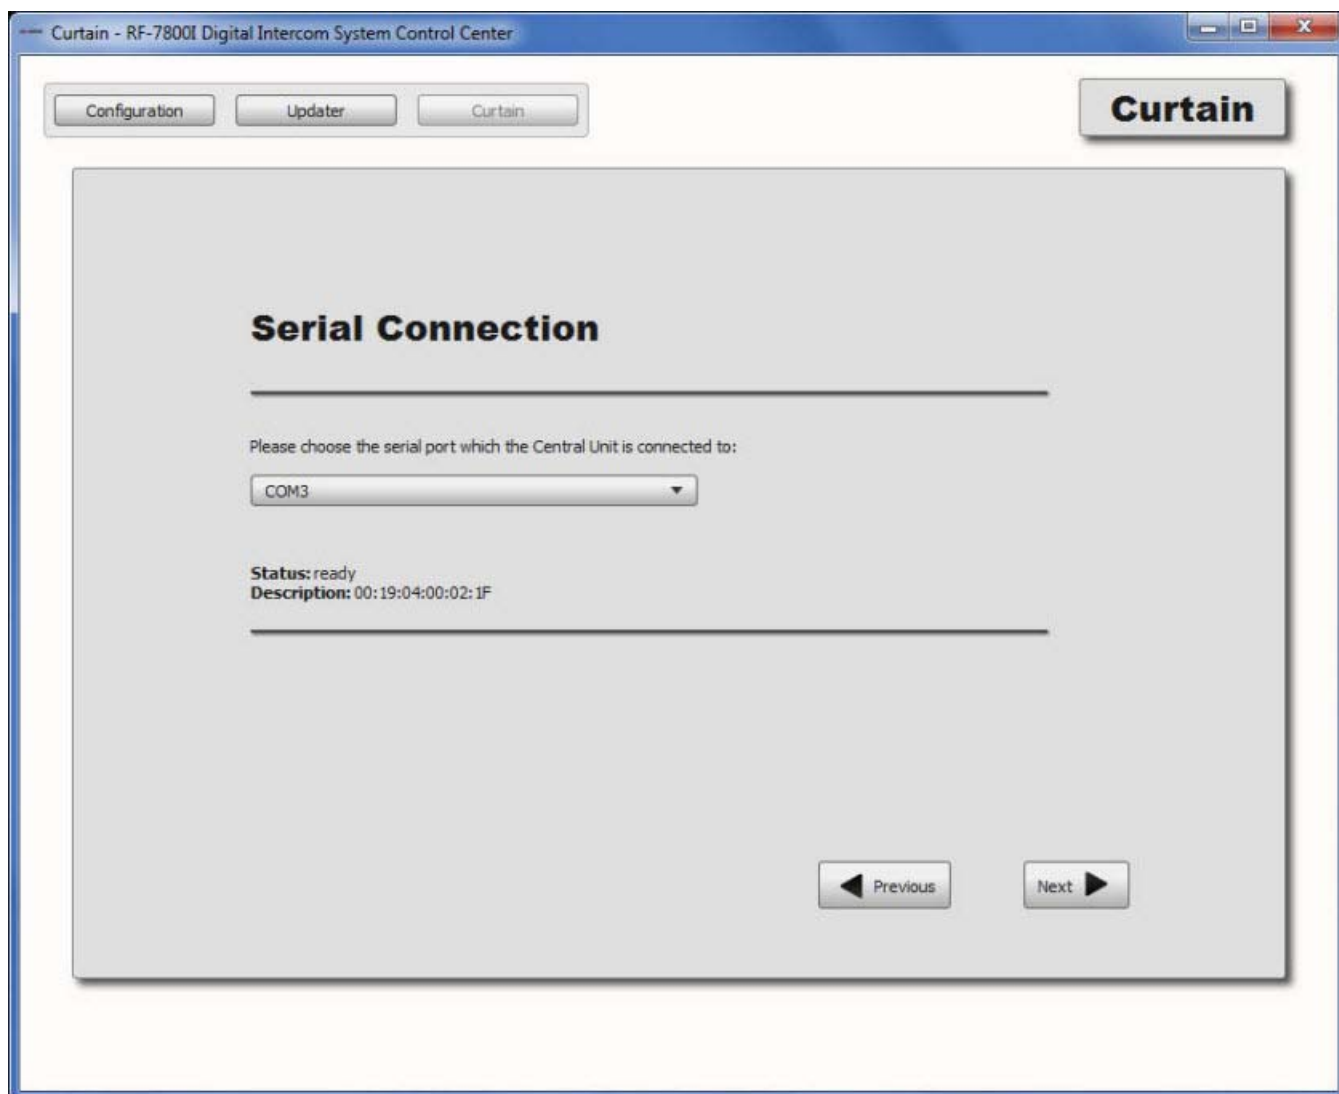 Curtain - RF-7800I Digital Intercom System Control Center
Configuration
Updater
Curtain
Curtain
Serial Connection
Please choose the serial port which the Central Unit is connected to:
COM3
Status: ready
Description: 00:19:04:00:02:1F
Previous
Next